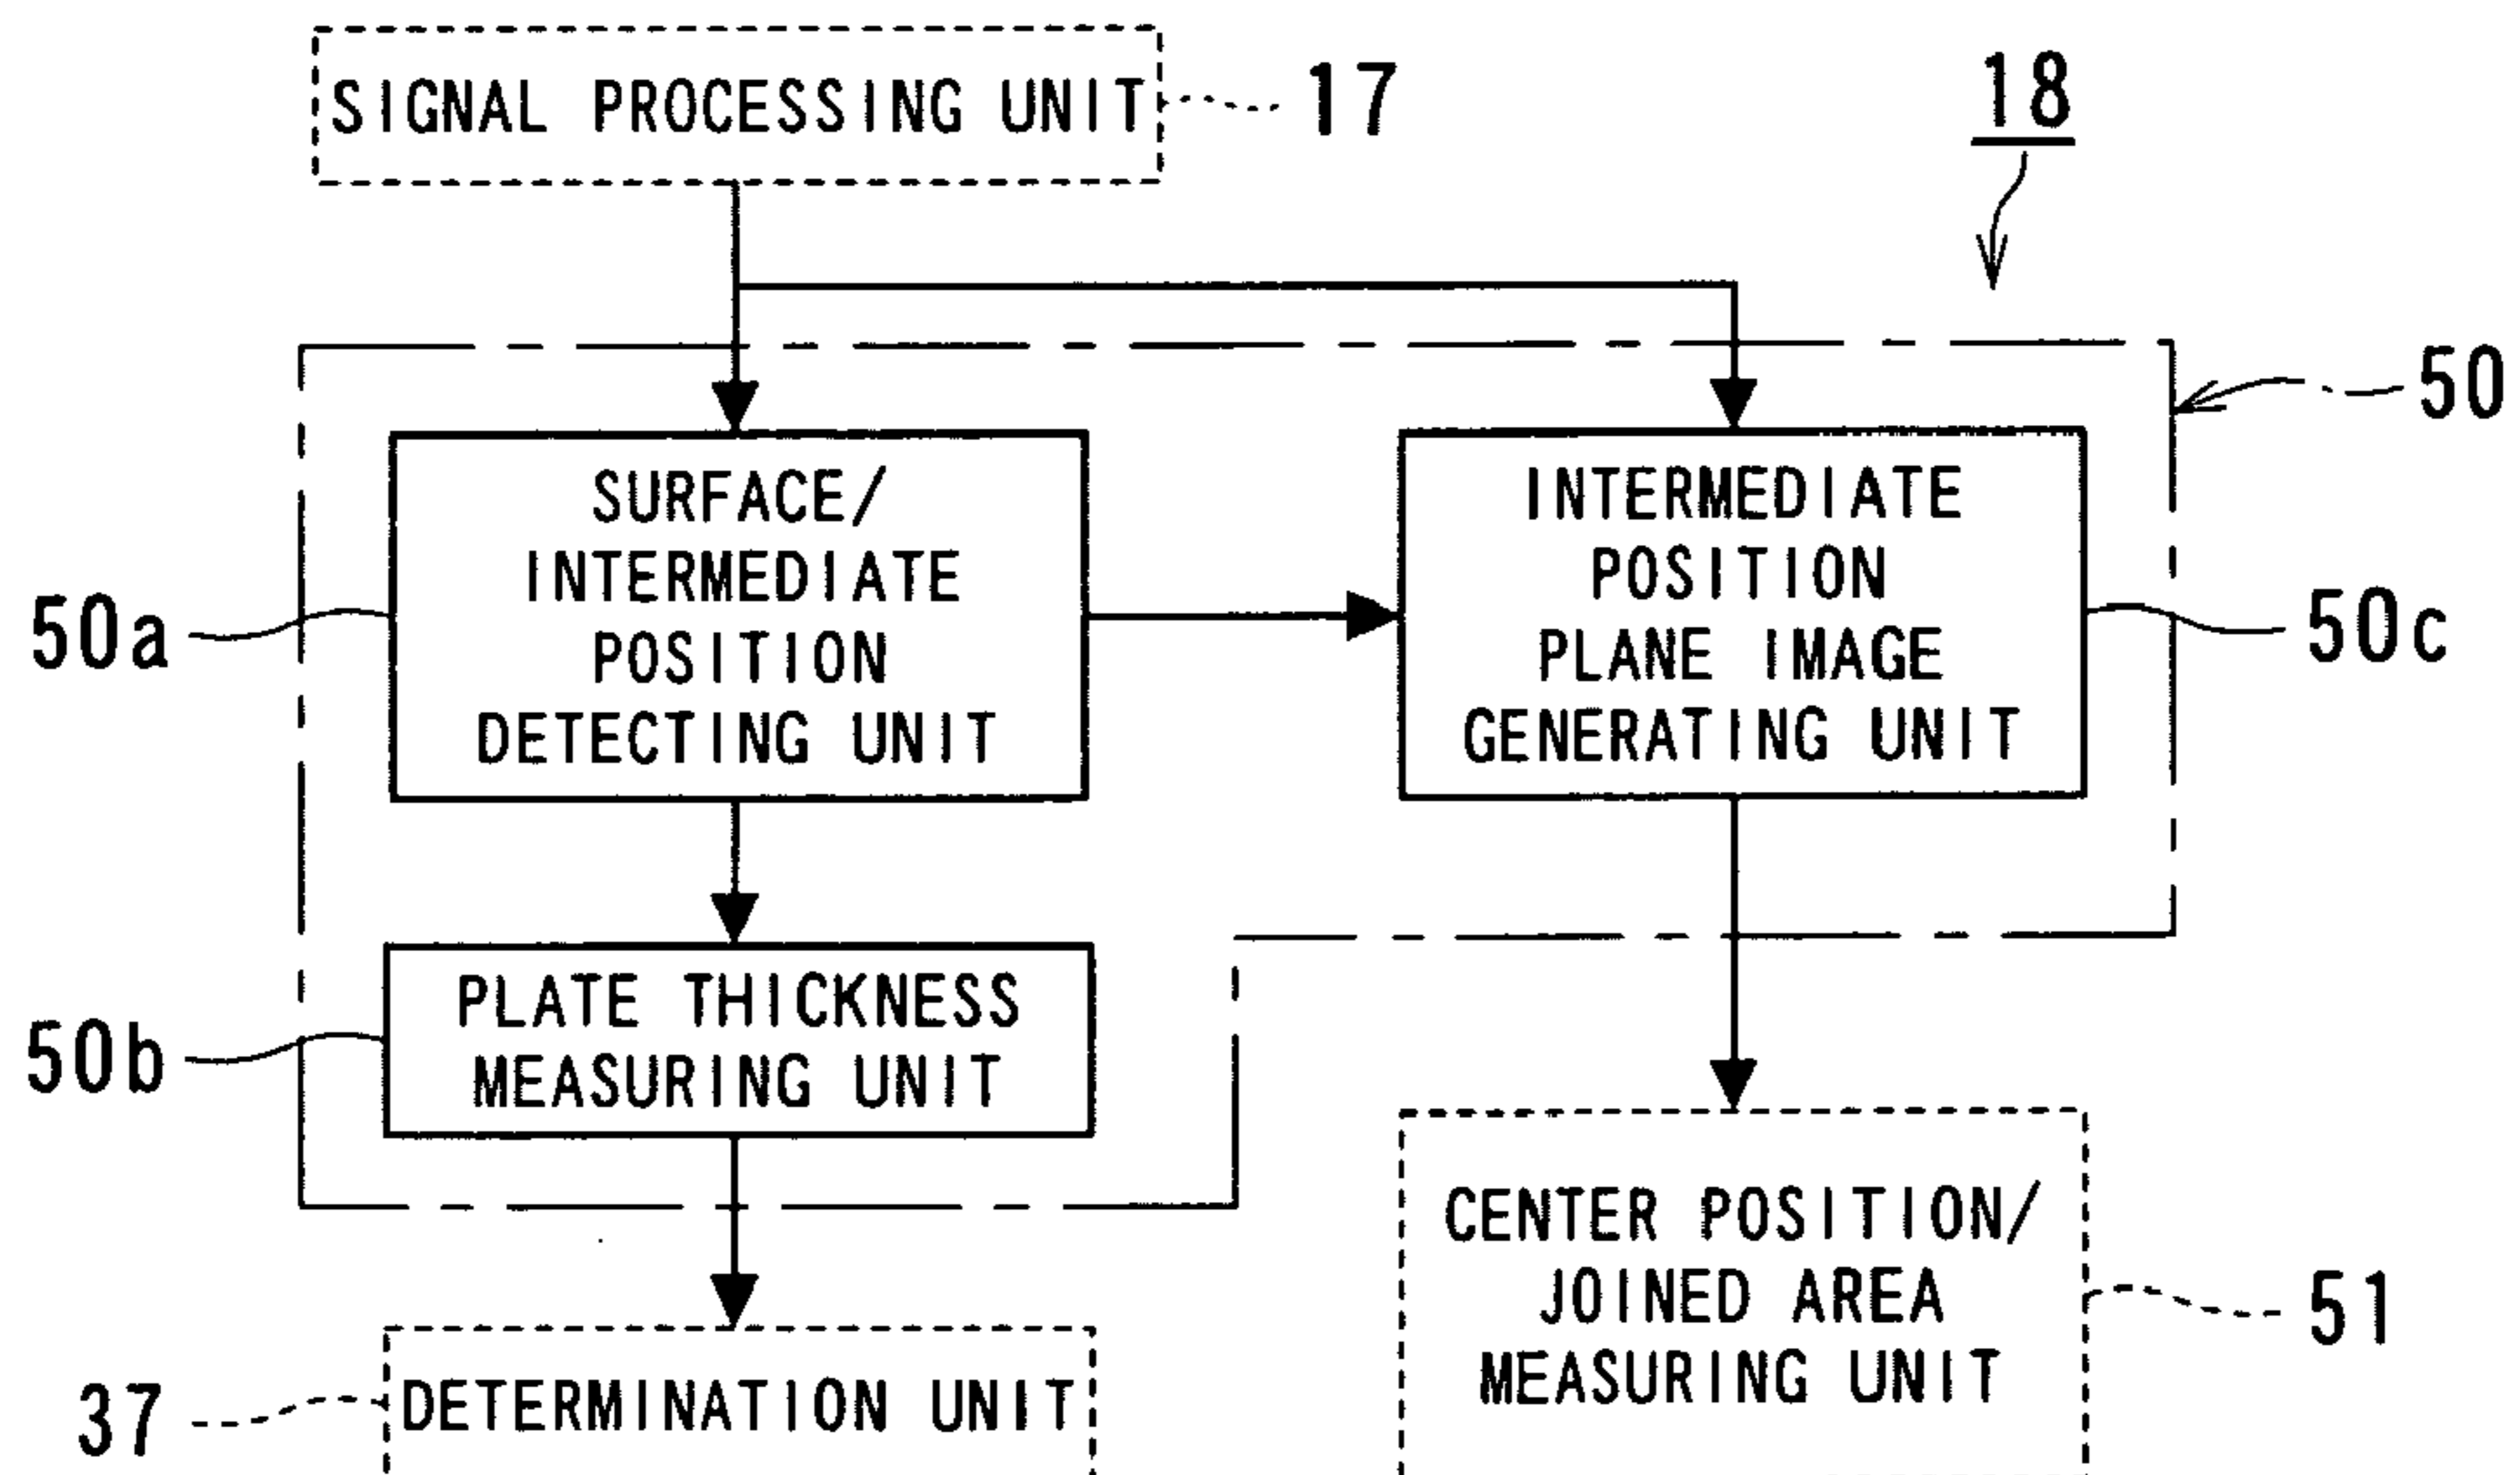 SIGNAL PROCESSING UNIT
17
18
50
SURFACE/
INTERMEDIATE
POSITION
DETECTING UNIT
50a
INTERMEDIATE
POSITION
PLANE IMAGE
GENERATING UNIT
50c
PLATE THICKNESS
MEASURING UNIT
50b
CENTER POSITION/
JOINED AREA
MEASURING UNIT
51
DETERMINATION UNIT
37